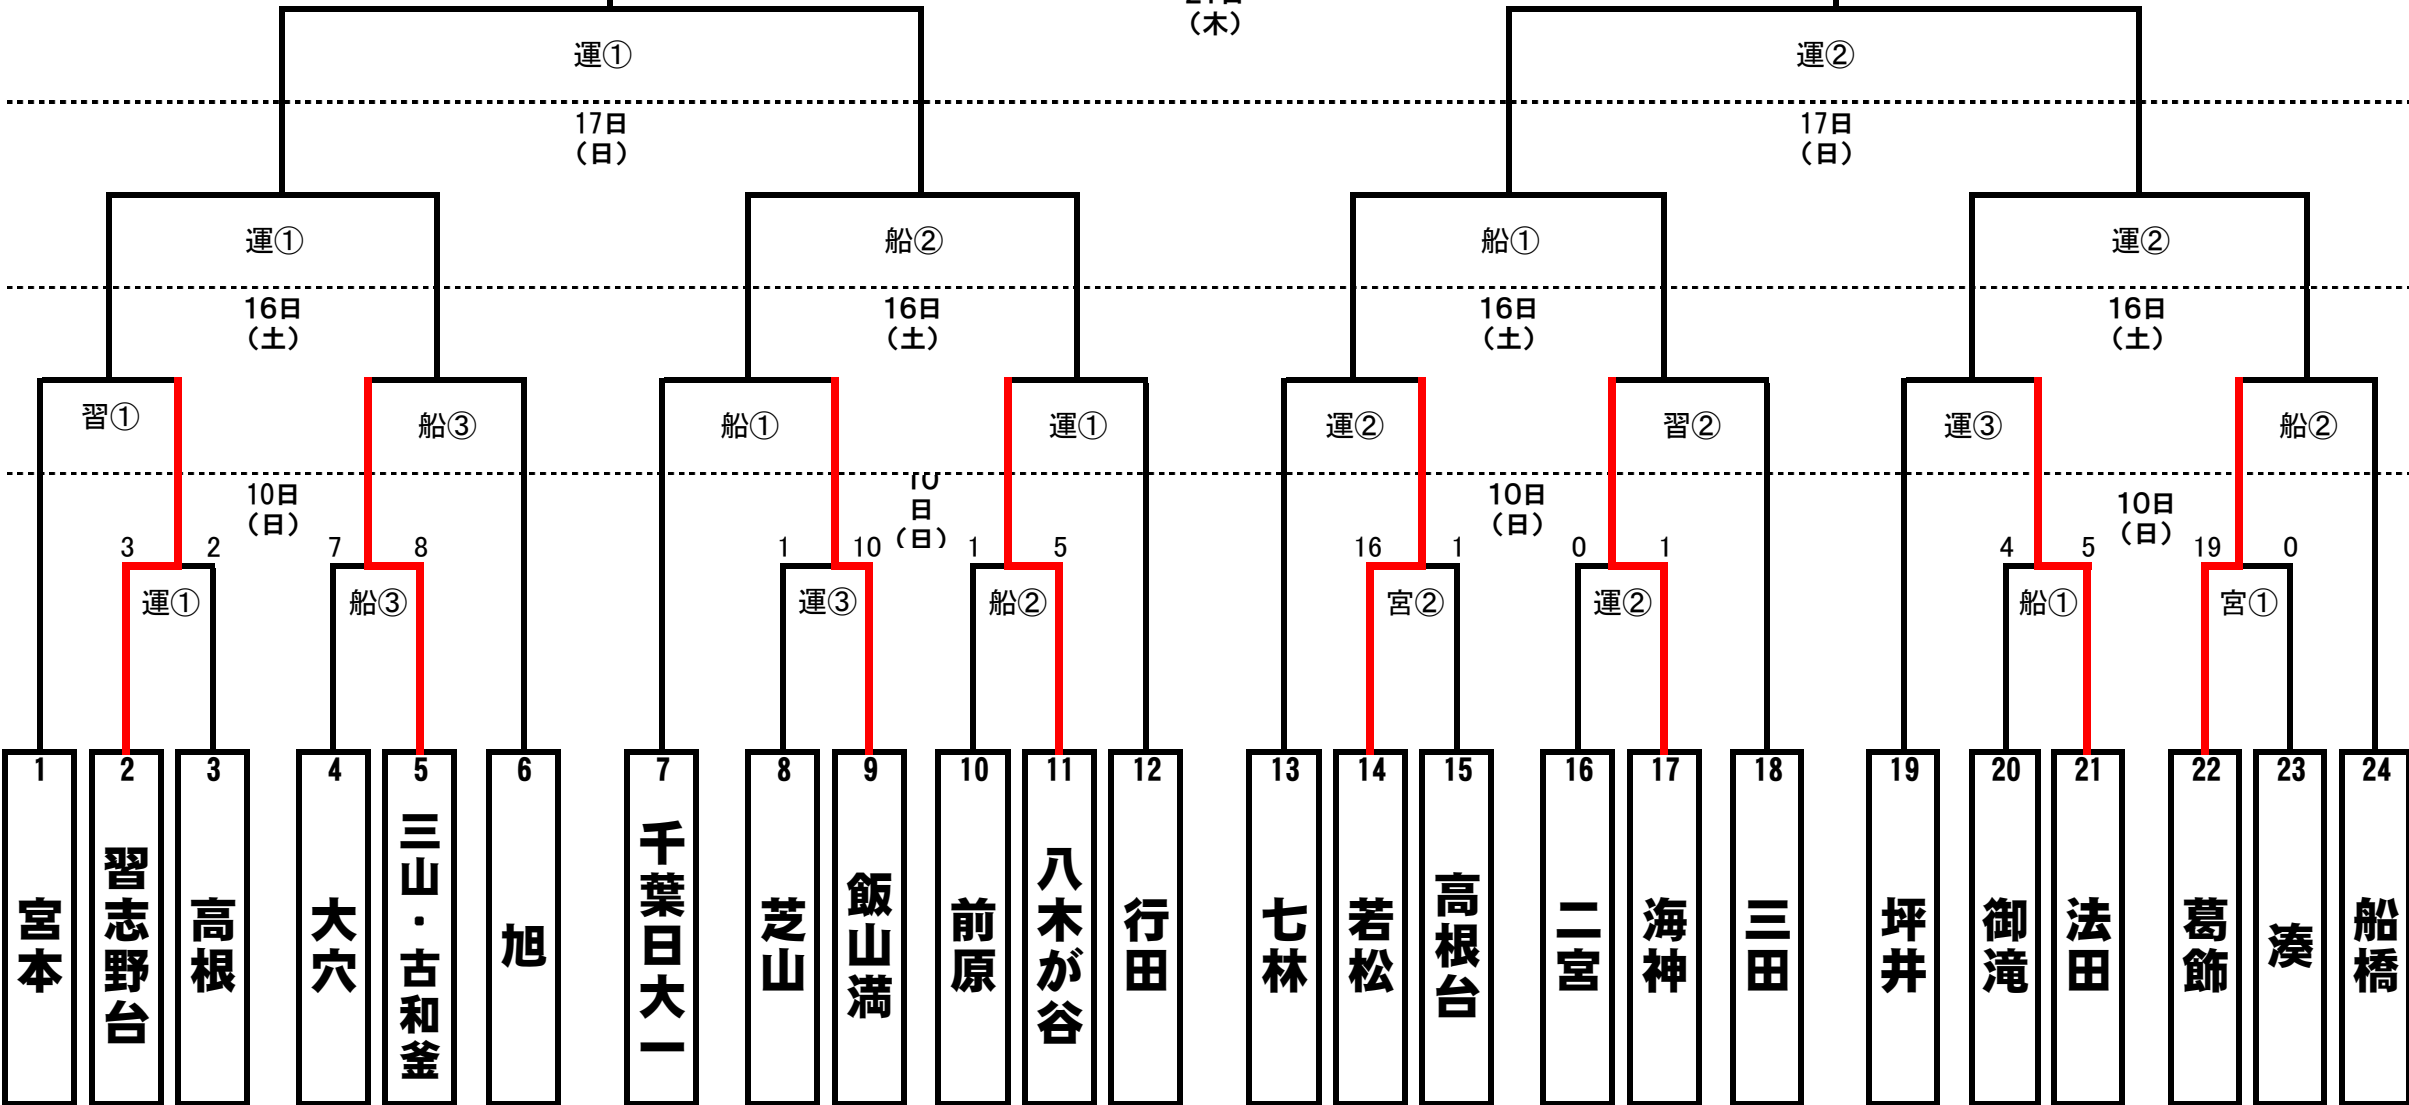 (木)
運①
運②
17日
(日)
17日
(日)
運①
船②
船①
運②
16日
(土)
16日
(土)
16日
(土)
16日
(土)
習①
船③
船①
運①
運②
習②
運③
船②
10日
(日)
10
日
(日)
10日
(日)
10日
(日)
3 2
7 8
1 10
1 5
16 1
0 1
4 5
19 0
運①
船③
運③
船②
宮②
運②
船①
宮①
1
宮本
2
習志野台
3
高根
4
大穴
5
三山・古和釜
6
旭
7
千葉日大一
8
芝山
9
飯山満
10
前原
11
八木が谷
12
行田
13
七林
14
若松
15
高根台
16
二宮
17
海神
18
三田
19
坪井
20
御滝
21
法田
22
葛飾
23
湊
24
船橋